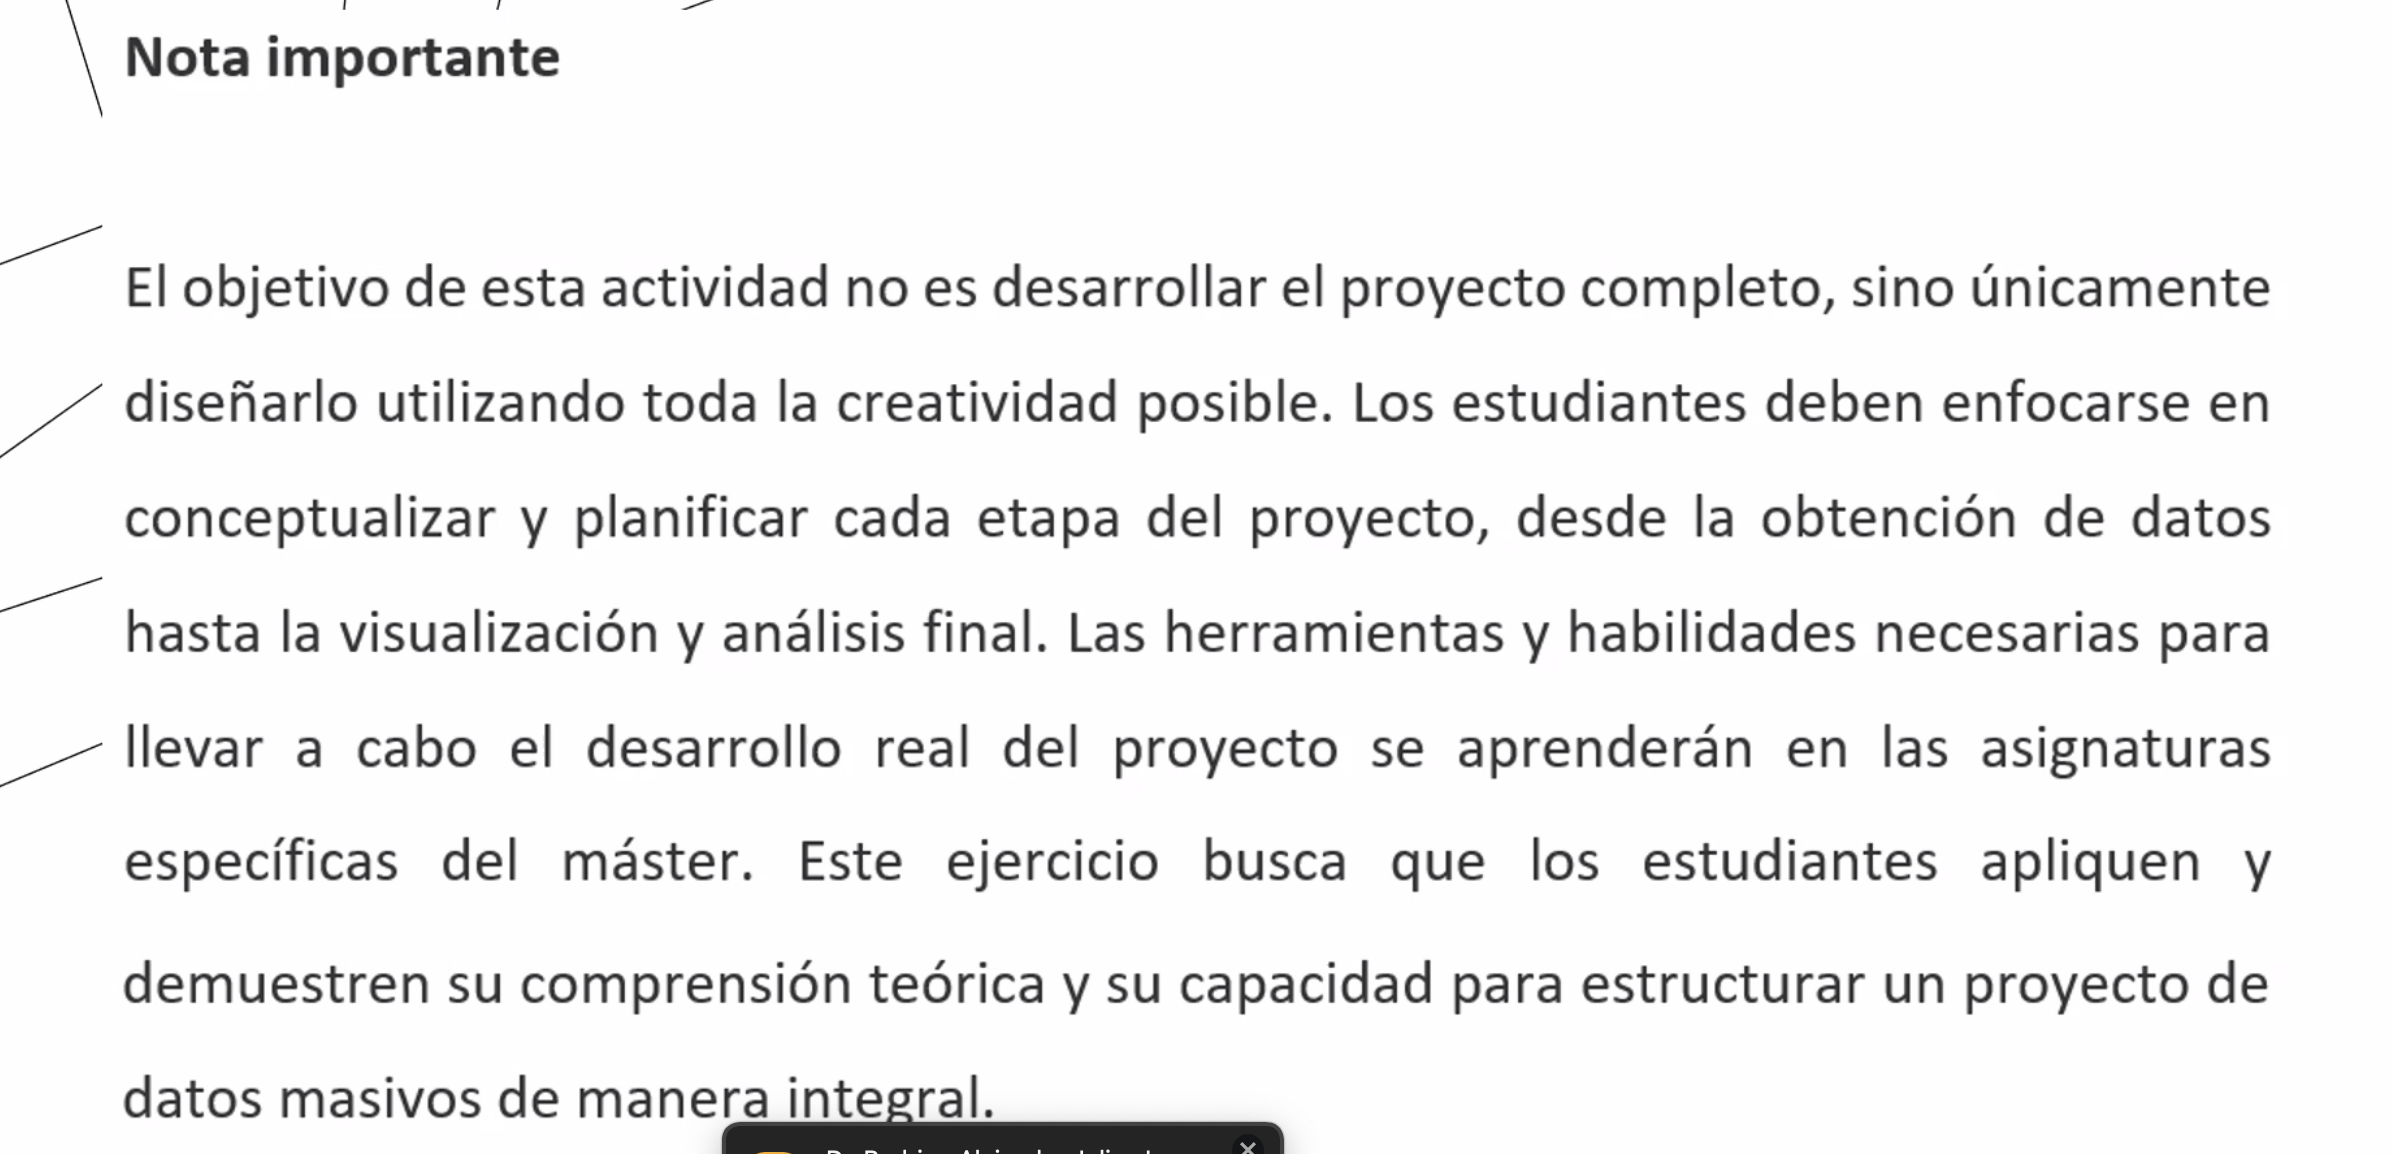 Nota importante
El objetivo de esta actividad no es desarrollar el proyecto completo, sino únicamente
diseñarlo utilizando toda la creatividad posible. Los estudiantes deben enfocarse en
conceptualizar y planificar cada etapa del proyecto, desde la obtención de datos
hasta la visualización y análisis final. Las herramientas y habilidades necesarias para
llevar a cabo el desarrollo real del proyecto se aprenderán en las asignaturas
específicas del máster. Este ejercicio busca que los estudiantes apliquen y
demuestren su comprensión teórica y su capacidad para estructurar un proyecto de
datos masivos de manera integral.